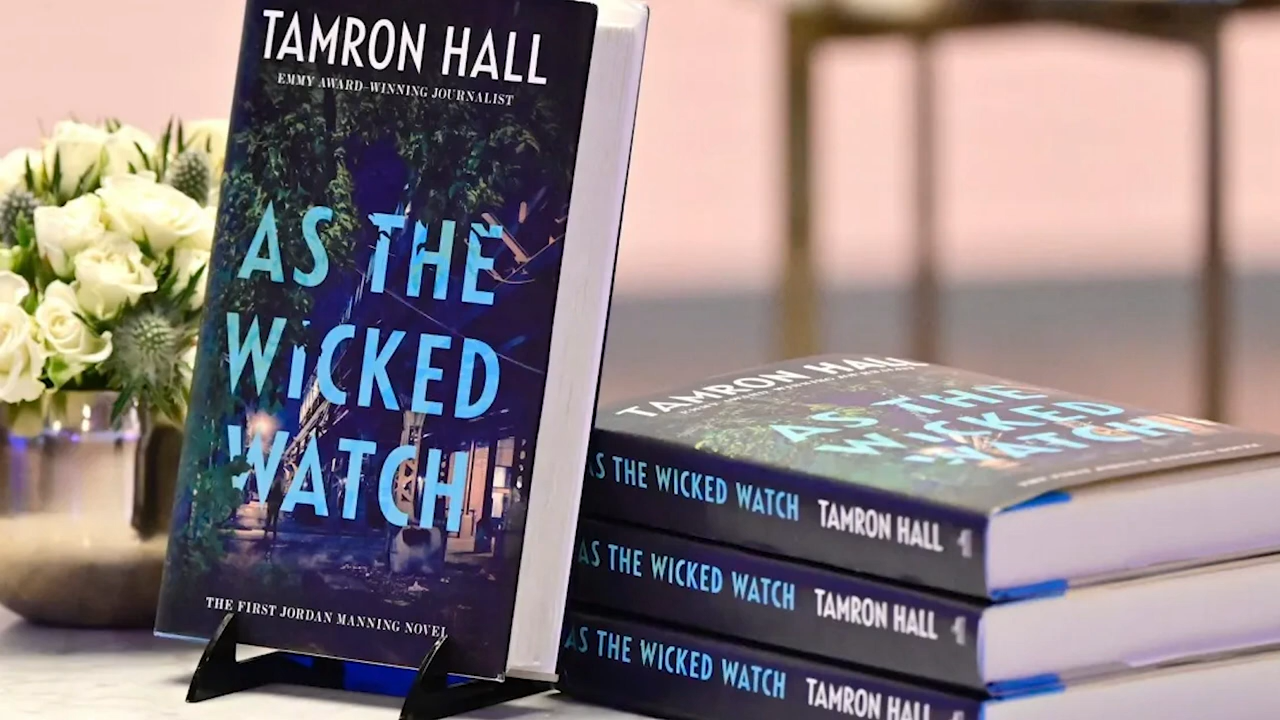 TAMRON HALL
EMMY AWARD–WINNING JOURNALIST
AS THE
WICKED
WATCH
THE FIRST JORDAN MANNING NOVEL
TAMRON HALL
AS THE
WICKED
WATCH
AS THE WICKED WATCH TAMRON HALL
AS THE WICKED WATCH TAMRON HALL
AS THE WICKED WATCH TAMRON HALL